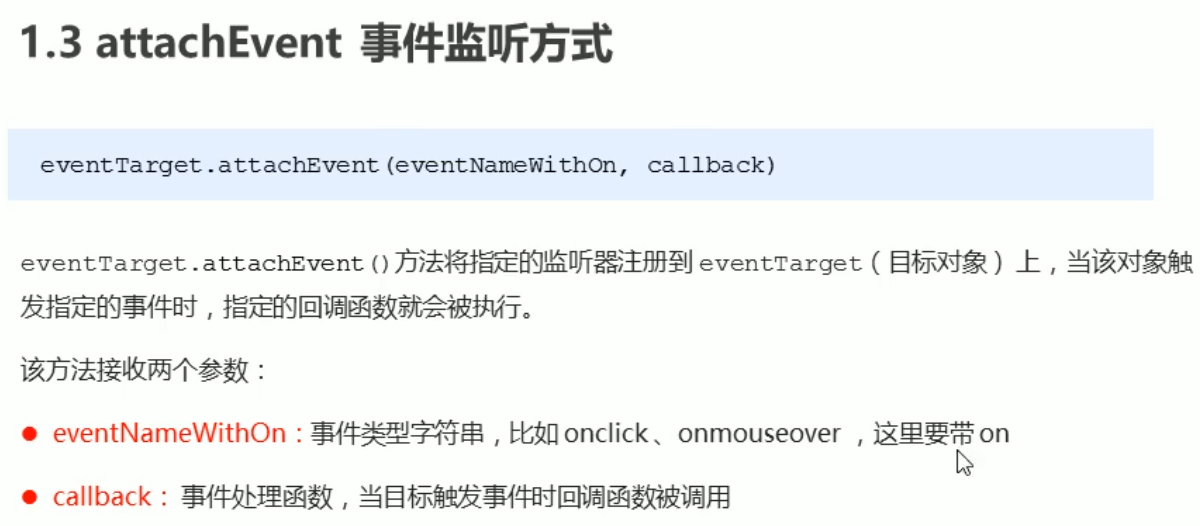 1.3 attachEvent 事件监听方式
eventTarget.attachEvent(eventNameWithOn, callback)
eventTarget.attachEvent()方法将指定的监听器注册到 eventTarget（目标对象）上，当该对象触
发指定的事件时，指定的回调函数就会被执行。
该方法接收两个参数：
● eventNameWithOn：事件类型字符串，比如 onclick、onmouseover ，这里要带 on
● callback： 事件处理函数，当目标触发事件时回调函数被调用